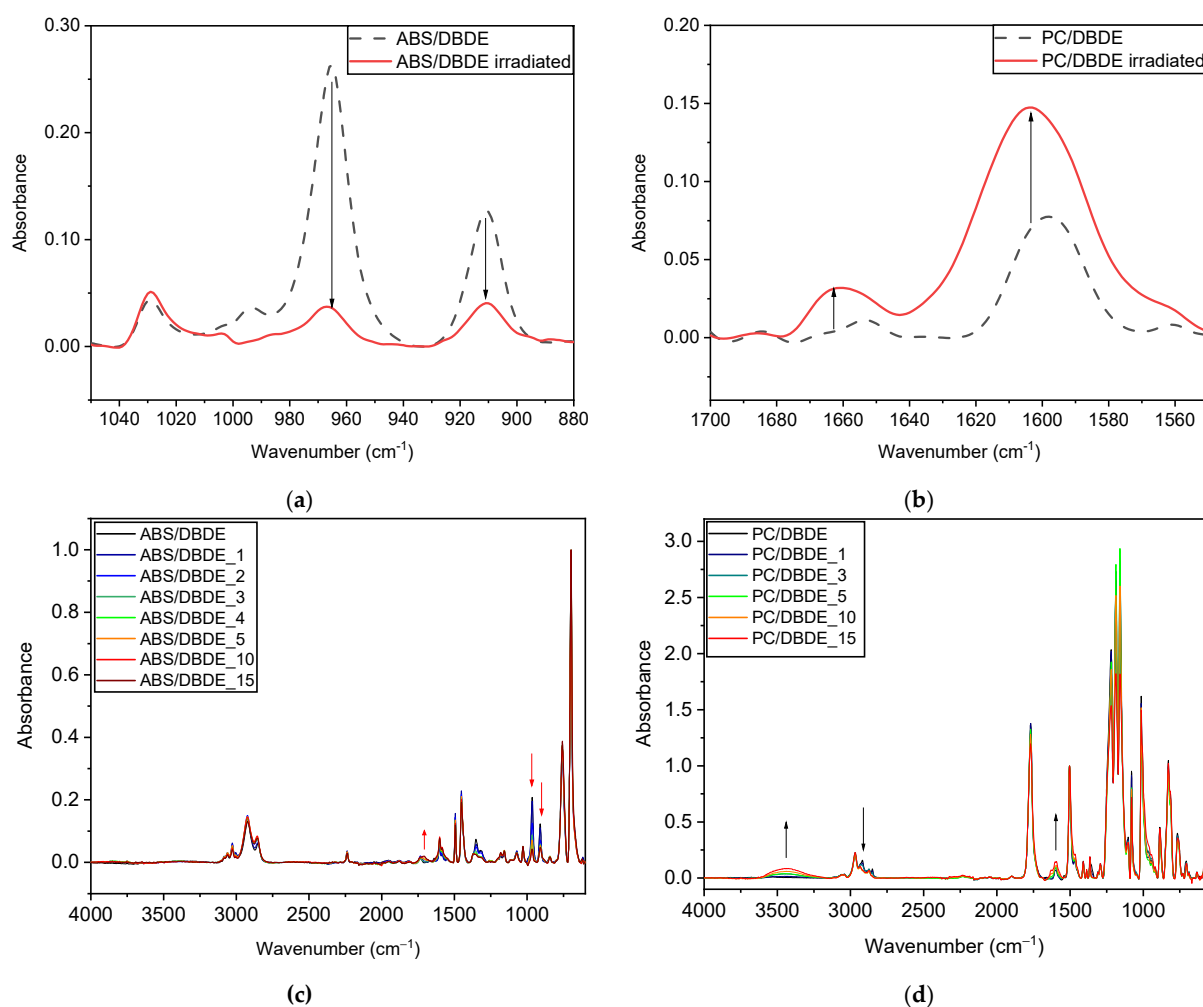 0.30
0.20
0.10
0.00
Absorbance
ABS/DBDE
ABS/DBDE irradiated
1040 1020 1000 980 960 940 920 900 880
Wavenumber (cm-1)
(a)
0.20
0.15
0.10
0.05
0.00
Absorbance
PC/DBDE
PC/DBDE irradiated
1700 1680 1660 1640 1620 1600 1580 1560
Wavenumber (cm-1)
(b)
1.0
0.8
0.6
0.4
0.2
0.0
Absorbance
ABS/DBDE
ABS/DBDE_1
ABS/DBDE_2
ABS/DBDE_3
ABS/DBDE_4
ABS/DBDE_5
ABS/DBDE_10
ABS/DBDE_15
4000 3500 3000 2500 2000 1500 1000
Wavenumber (cm−1)
(c)
3.0
2.5
2.0
1.5
1.0
0.5
0.0
Absorbance
PC/DBDE
PC/DBDE_1
PC/DBDE_3
PC/DBDE_5
PC/DBDE_10
PC/DBDE_15
4000 3500 3000 2500 2000 1500 1000
Wavenumber (cm−1)
(d)